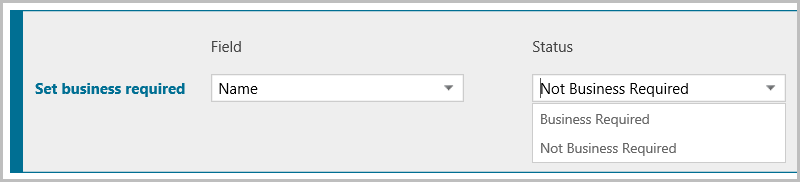 Field Status
Set business required Name Not Business Required
Business Required
Not Business Required